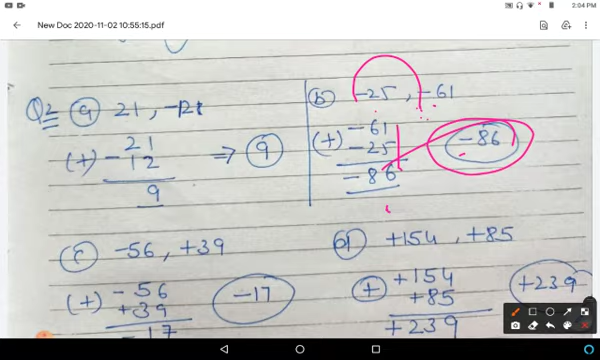 2:04 PM
New Doc 2020-11-02 10:55:15.pdf
Q2 (a) 21, -12
21
(+) -12
9
⇒ 9
(b) -25, -61
(+) -61
-25
-86
-86
(c) -56, +39
(+) -56
+39
-17
-17
(d) +154, +85
(+) +154
+85
+239
+239